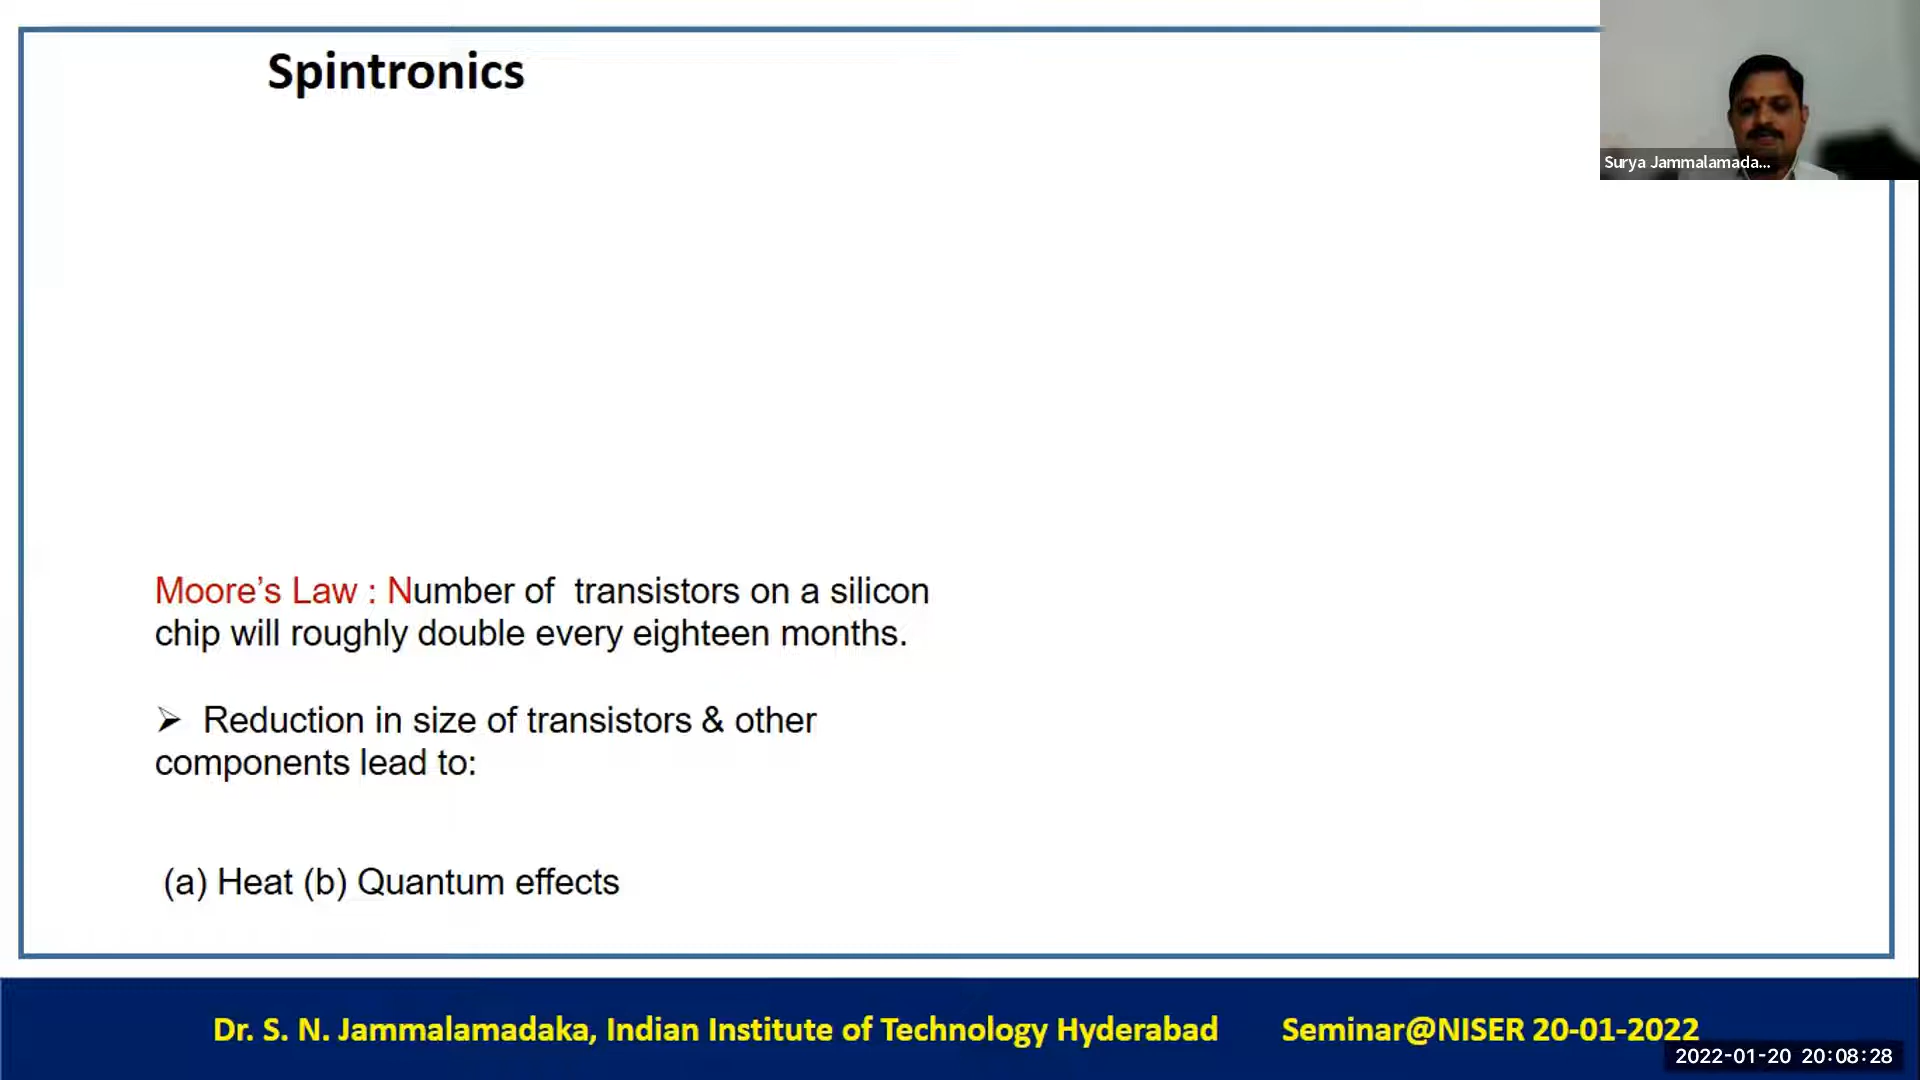 Spintronics
Surya Jammalamada...
Moore's Law : Number of  transistors on a silicon
chip will roughly double every eighteen months.
➢ Reduction in size of transistors & other
components lead to:
(a) Heat (b) Quantum effects
Dr. S. N. Jammalamadaka, Indian Institute of Technology Hyderabad Seminar@NISER 20-01-2022
2022-01-20 20:08:28